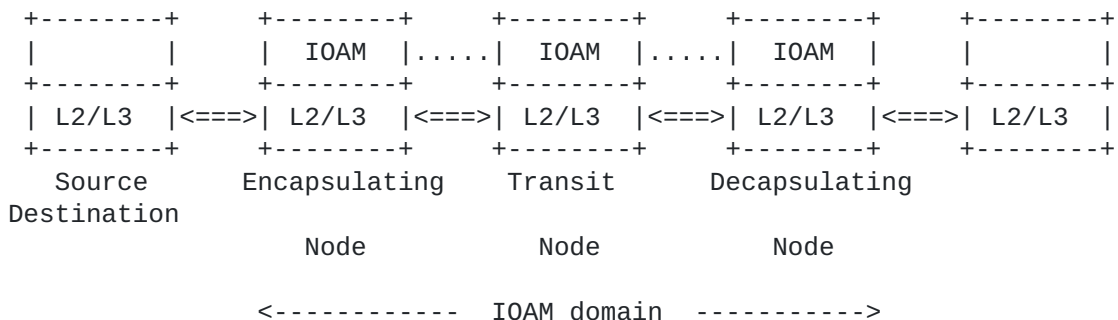 +--------+     +--------+     +--------+     +--------+     +--------+
|        |     |  IOAM  |.....|  IOAM  |.....|  IOAM  |     |        |
+--------+     +--------+     +--------+     +--------+     +--------+
| L2/L3  |<===>| L2/L3  |<===>| L2/L3  |<===>| L2/L3  |<===>| L2/L3  |
+--------+     +--------+     +--------+     +--------+     +--------+
Source      Encapsulating    Transit      Decapsulating
Destination
Node           Node           Node
<------------  IOAM domain  ----------->